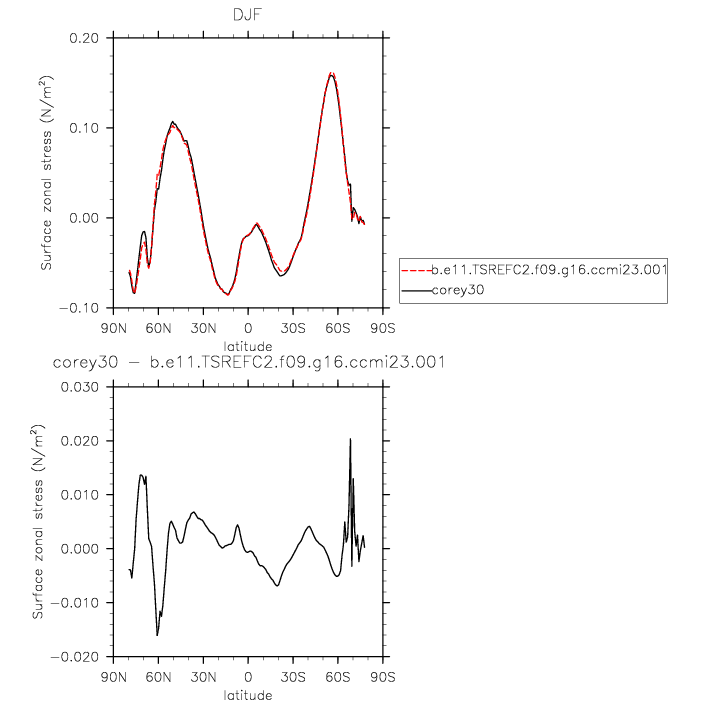 DJF
0.20
0.10
0.00
−0.10
Surface zonal stress (N/m²)
90N 60N 30N 0 30S 60S 90S
latitude
b.e11.TSREFC2.f09.g16.ccmi23.001
corey30
corey30 − b.e11.TSREFC2.f09.g16.ccmi23.001
0.030
0.020
0.010
0.000
−0.010
−0.020
Surface zonal stress (N/m²)
90N 60N 30N 0 30S 60S 90S
latitude